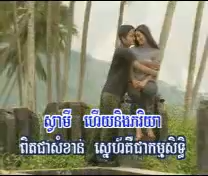 ស្វាមី ហើយនិងភរិយា
ពិតជាសំខាន់ ស្នេហ៍គឺជាកម្មសិទ្ធិ